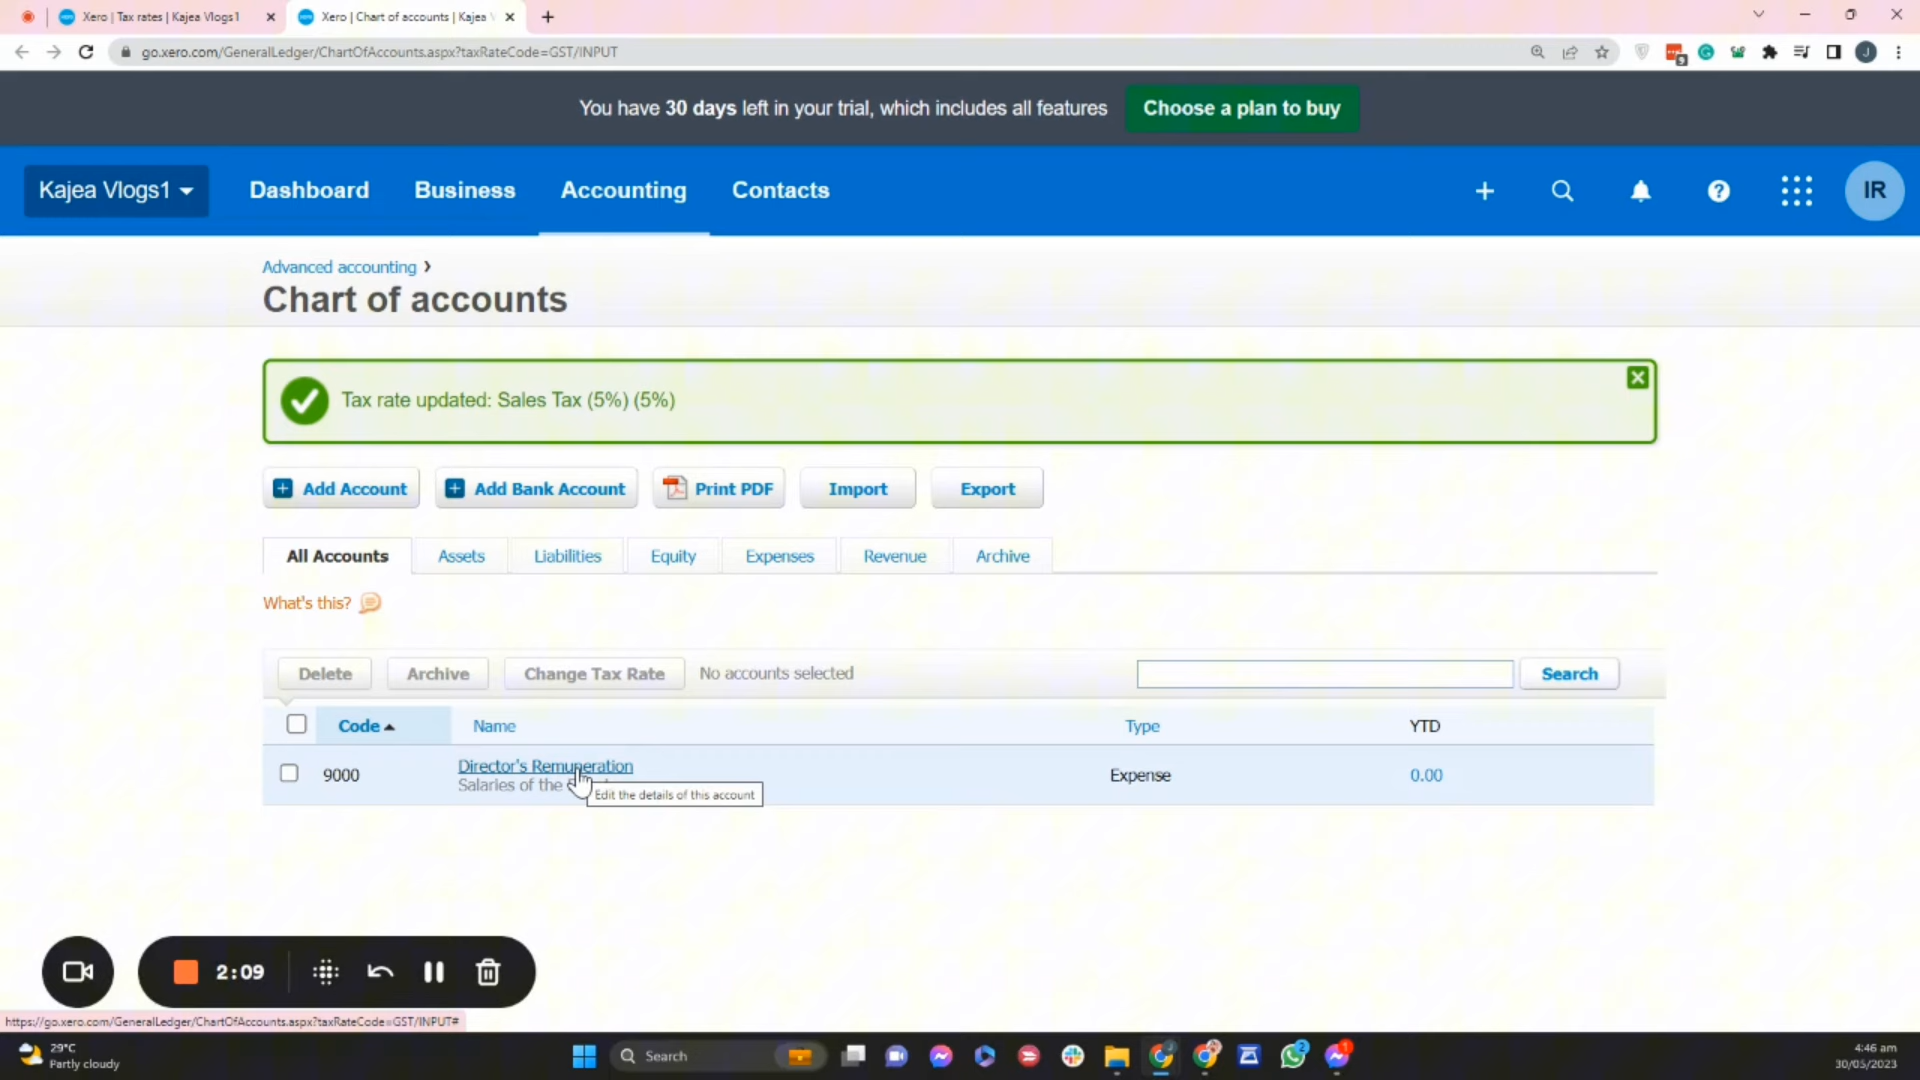 Xero | Tax rates | Kajea Vlogs1
Xero | Chart of accounts | Kajea V
go.xero.com/GeneralLedger/ChartOfAccounts.aspx?taxRateCode=GST/INPUT
9
J
You have 30 days left in your trial, which includes all features
Choose a plan to buy
Kajea Vlogs1
Dashboard
Business
Accounting
Contacts
IR
Advanced accounting ›
Chart of accounts
Tax rate updated: Sales Tax (5%) (5%)
Add Account
Add Bank Account
Print PDF
Import
Export
All Accounts
Assets
Liabilities
Equity
Expenses
Revenue
Archive
What's this?
Delete
Archive
Change Tax Rate
No accounts selected
Search
Code
Name
Type
YTD
9000
Director's Remuneration
Salaries of the
Expense
0.00
Edit the details of this account
2:09
https://go.xero.com/GeneralLedger/ChartOfAccounts.aspx?taxRateCode=GST/INPUT#
29°C
Partly cloudy
Search
2
1
4:46 am
30/05/2023